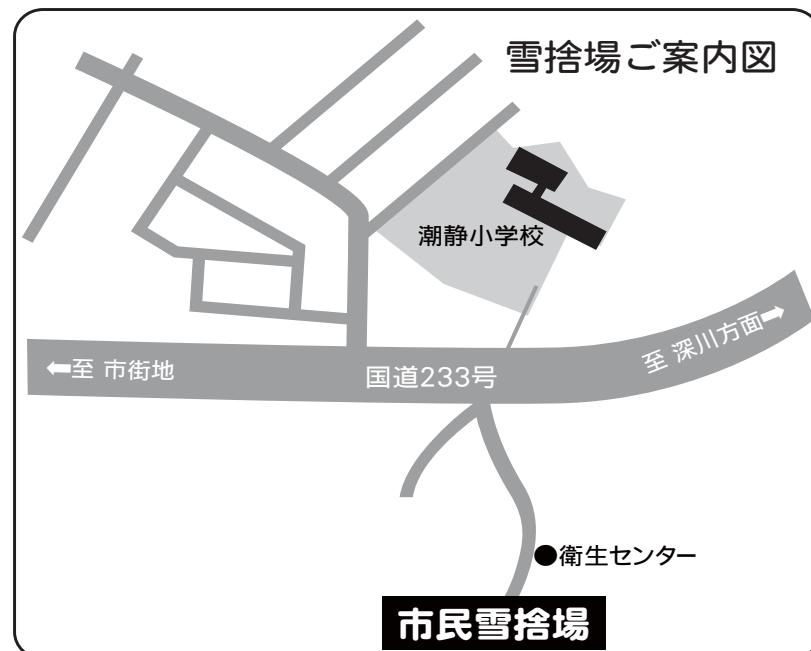 雪捨場ご案内図
潮静小学校
至 深川方面➡
⬅至 市街地
国道233号
●衛生センター
市民雪捨場